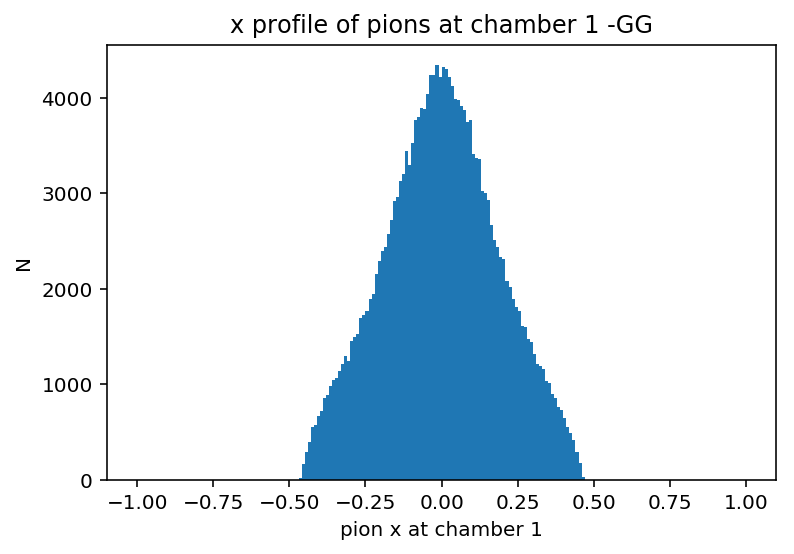 x profile of pions at chamber 1 -GG
4000
3000
2000
1000
0
N
−1.00 −0.75 −0.50 −0.25 0.00 0.25 0.50 0.75 1.00
pion x at chamber 1